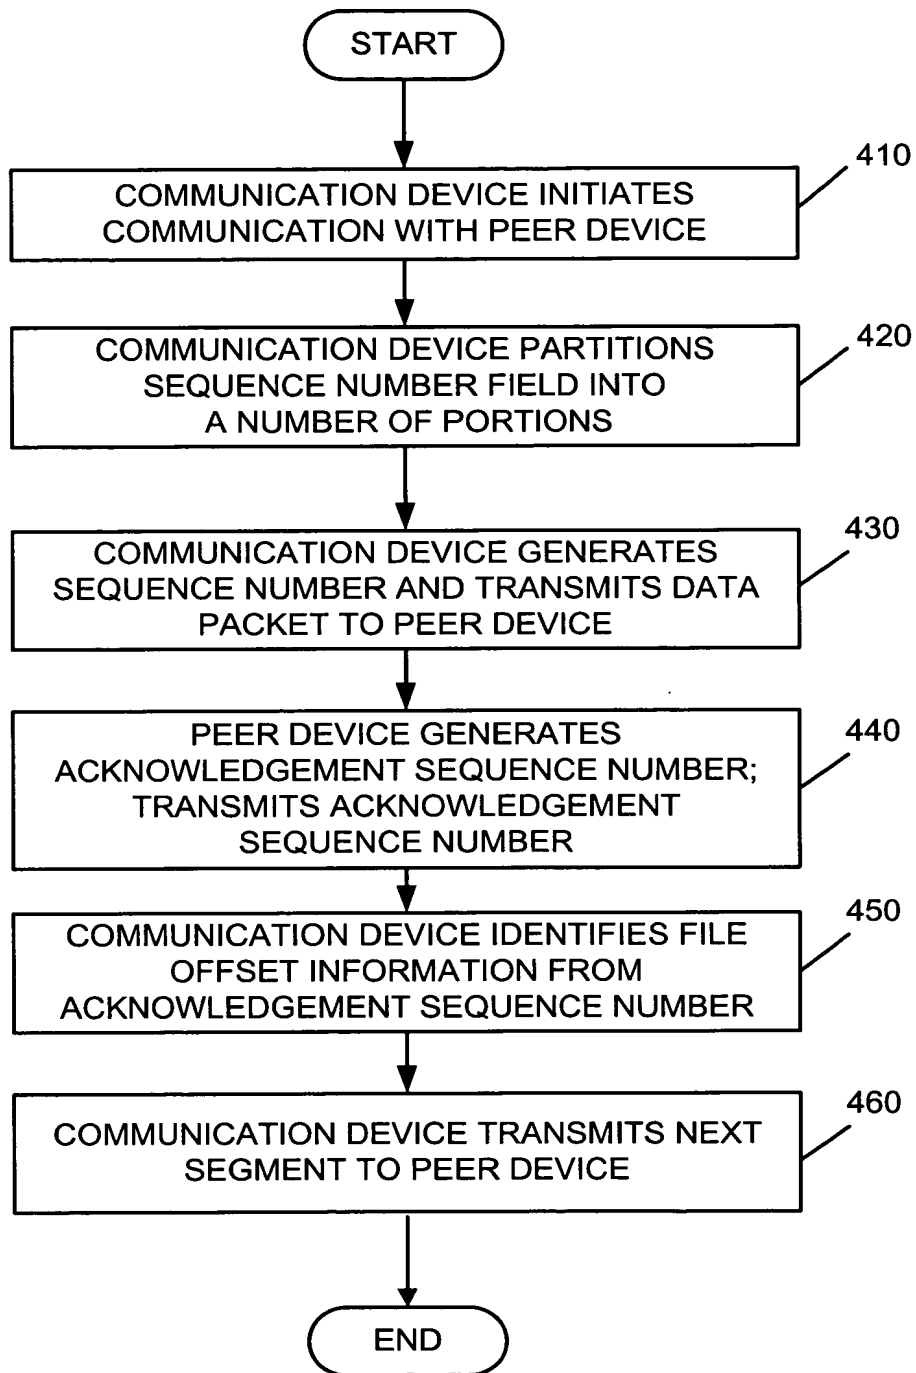 START
410
COMMUNICATION DEVICE INITIATES
COMMUNICATION WITH PEER DEVICE
420
COMMUNICATION DEVICE PARTITIONS
SEQUENCE NUMBER FIELD INTO
A NUMBER OF PORTIONS
430
COMMUNICATION DEVICE GENERATES
SEQUENCE NUMBER AND TRANSMITS DATA
PACKET TO PEER DEVICE
440
PEER DEVICE GENERATES
ACKNOWLEDGEMENT SEQUENCE NUMBER;
TRANSMITS ACKNOWLEDGEMENT
SEQUENCE NUMBER
450
COMMUNICATION DEVICE IDENTIFIES FILE
OFFSET INFORMATION FROM
ACKNOWLEDGEMENT SEQUENCE NUMBER
460
COMMUNICATION DEVICE TRANSMITS NEXT
SEGMENT TO PEER DEVICE
END